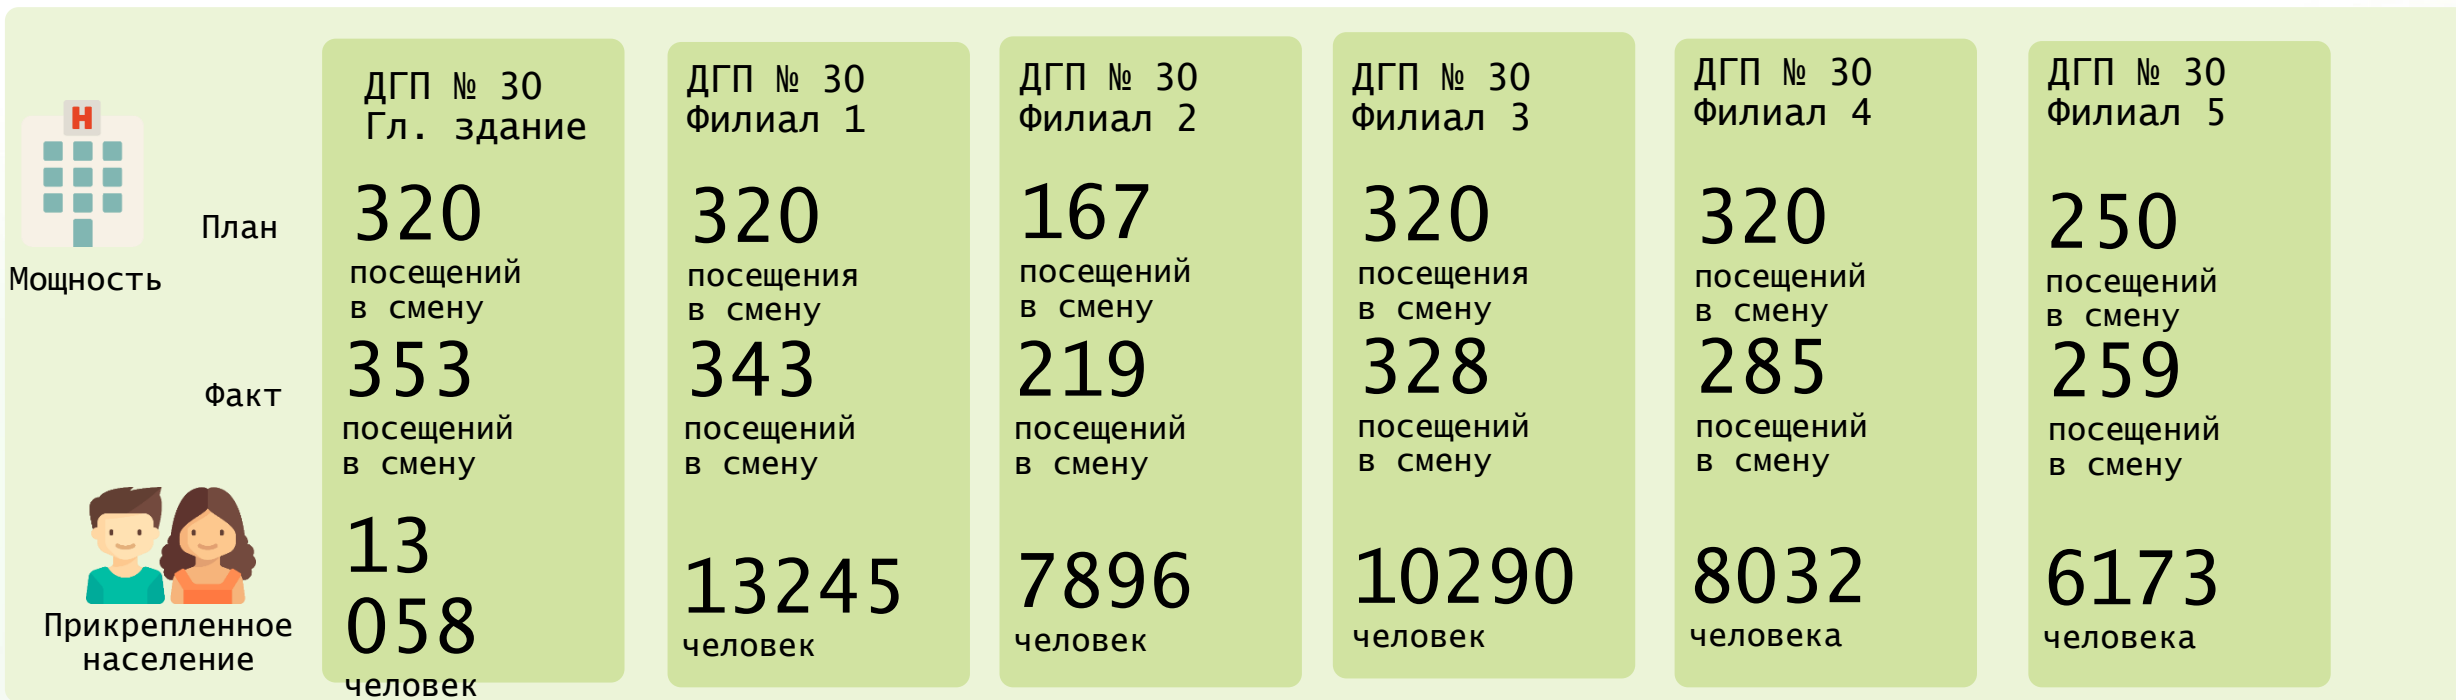 H
Мощность
План
Факт
Прикрепленное
население
ДГП № 30
Гл. здание
320
посещений
в смену
353
посещений
в смену
13
058
человек
ДГП № 30
Филиал 1
320
посещения
в смену
343
посещений
в смену
13245
человек
ДГП № 30
Филиал 2
167
посещений
в смену
219
посещений
в смену
7896
человек
ДГП № 30
Филиал 3
320
посещения
в смену
328
посещений
в смену
10290
человек
ДГП № 30
Филиал 4
320
посещений
в смену
285
посещений
в смену
8032
человека
ДГП № 30
Филиал 5
250
посещений
в смену
259
посещений
в смену
6173
человека